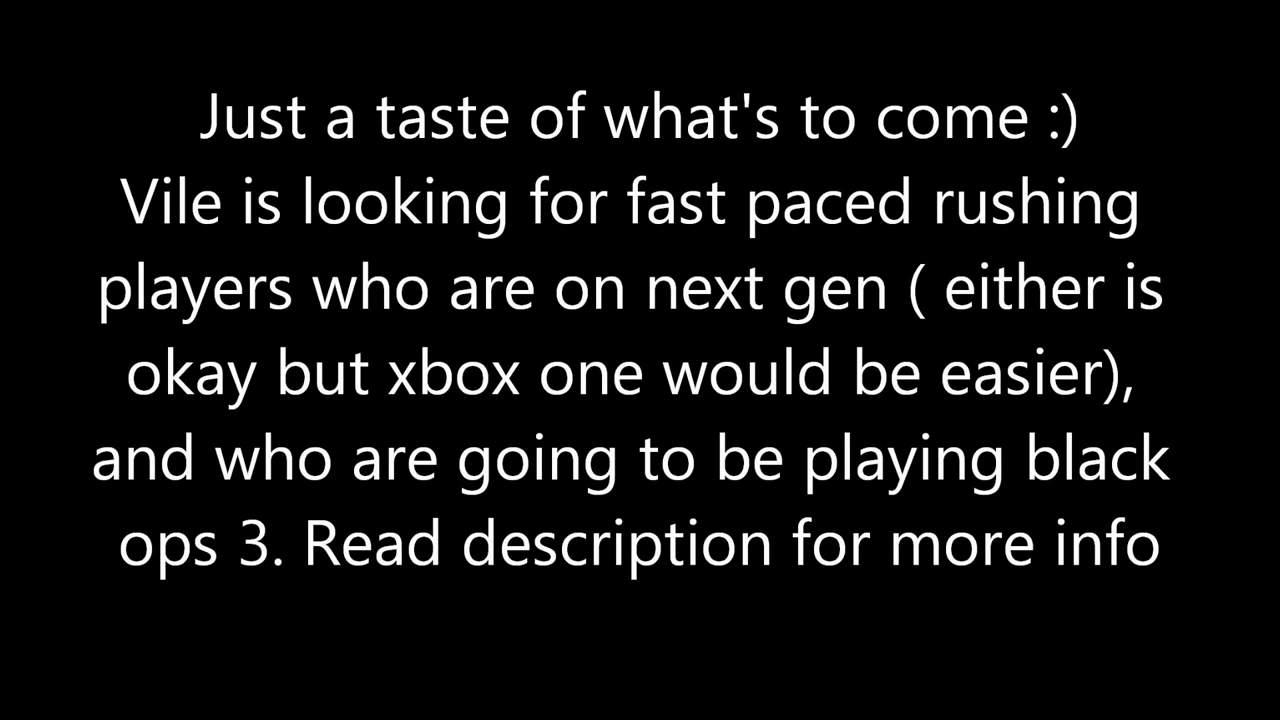 Just a taste of what's to come :)
Vile is looking for fast paced rushing
players who are on next gen ( either is
okay but xbox one would be easier),
and who are going to be playing black
ops 3. Read description for more info